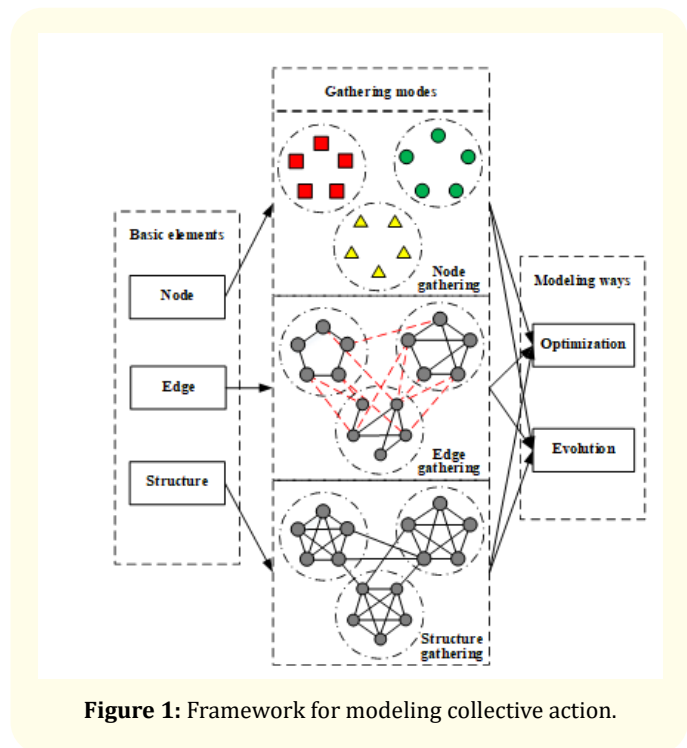 Gathering modes
Basic elements
Node
Edge
Structure
Node
gathering
Edge
gathering
Structure
gathering
Modeling ways
Optimization
Evolution
Figure 1: Framework for modeling collective action.